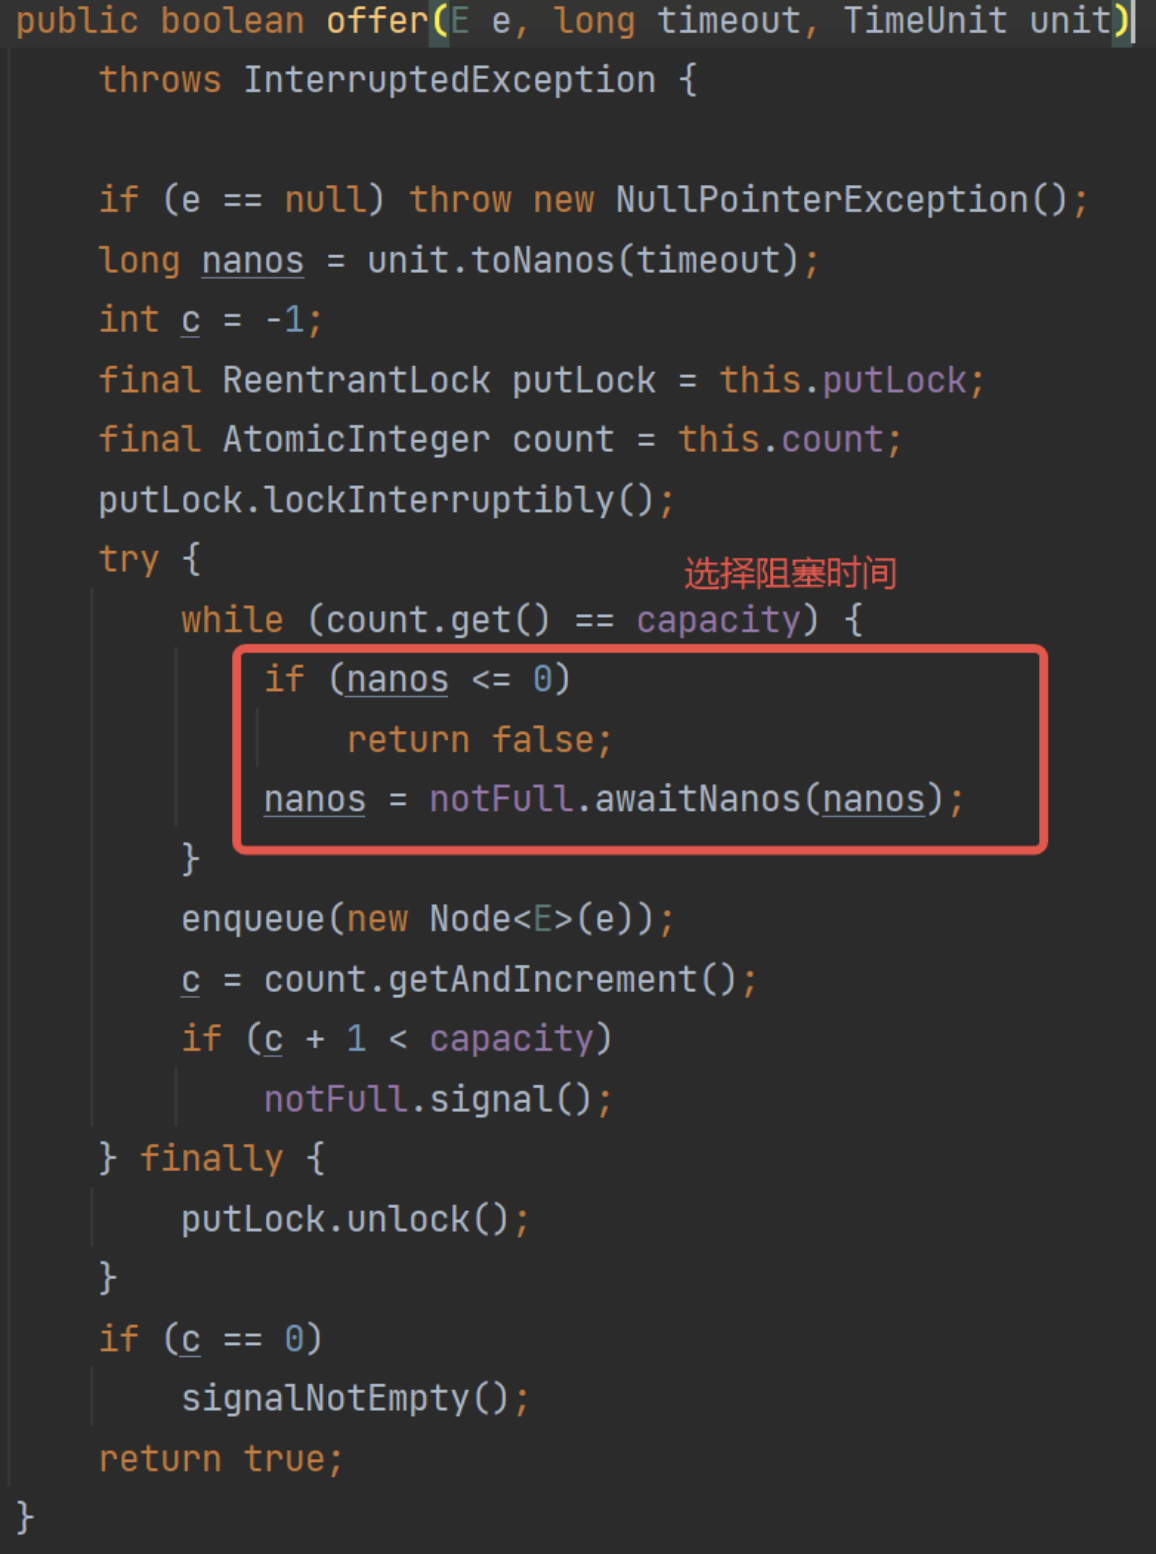 public boolean offer(E e, long timeout, TimeUnit unit)
throws InterruptedException {
if (e == null) throw new NullPointerException();
long nanos = unit.toNanos(timeout);
int c = -1;
final ReentrantLock putLock = this.putLock;
final AtomicInteger count = this.count;
putLock.lockInterruptibly();
try {
选择阻塞时间
while (count.get() == capacity) {
if (nanos <= 0)
return false;
nanos = notFull.awaitNanos(nanos);
}
enqueue(new Node<E>(e));
c = count.getAndIncrement();
if (c + 1 < capacity)
notFull.signal();
} finally {
putLock.unlock();
}
if (c == 0)
signalNotEmpty();
return true;
}